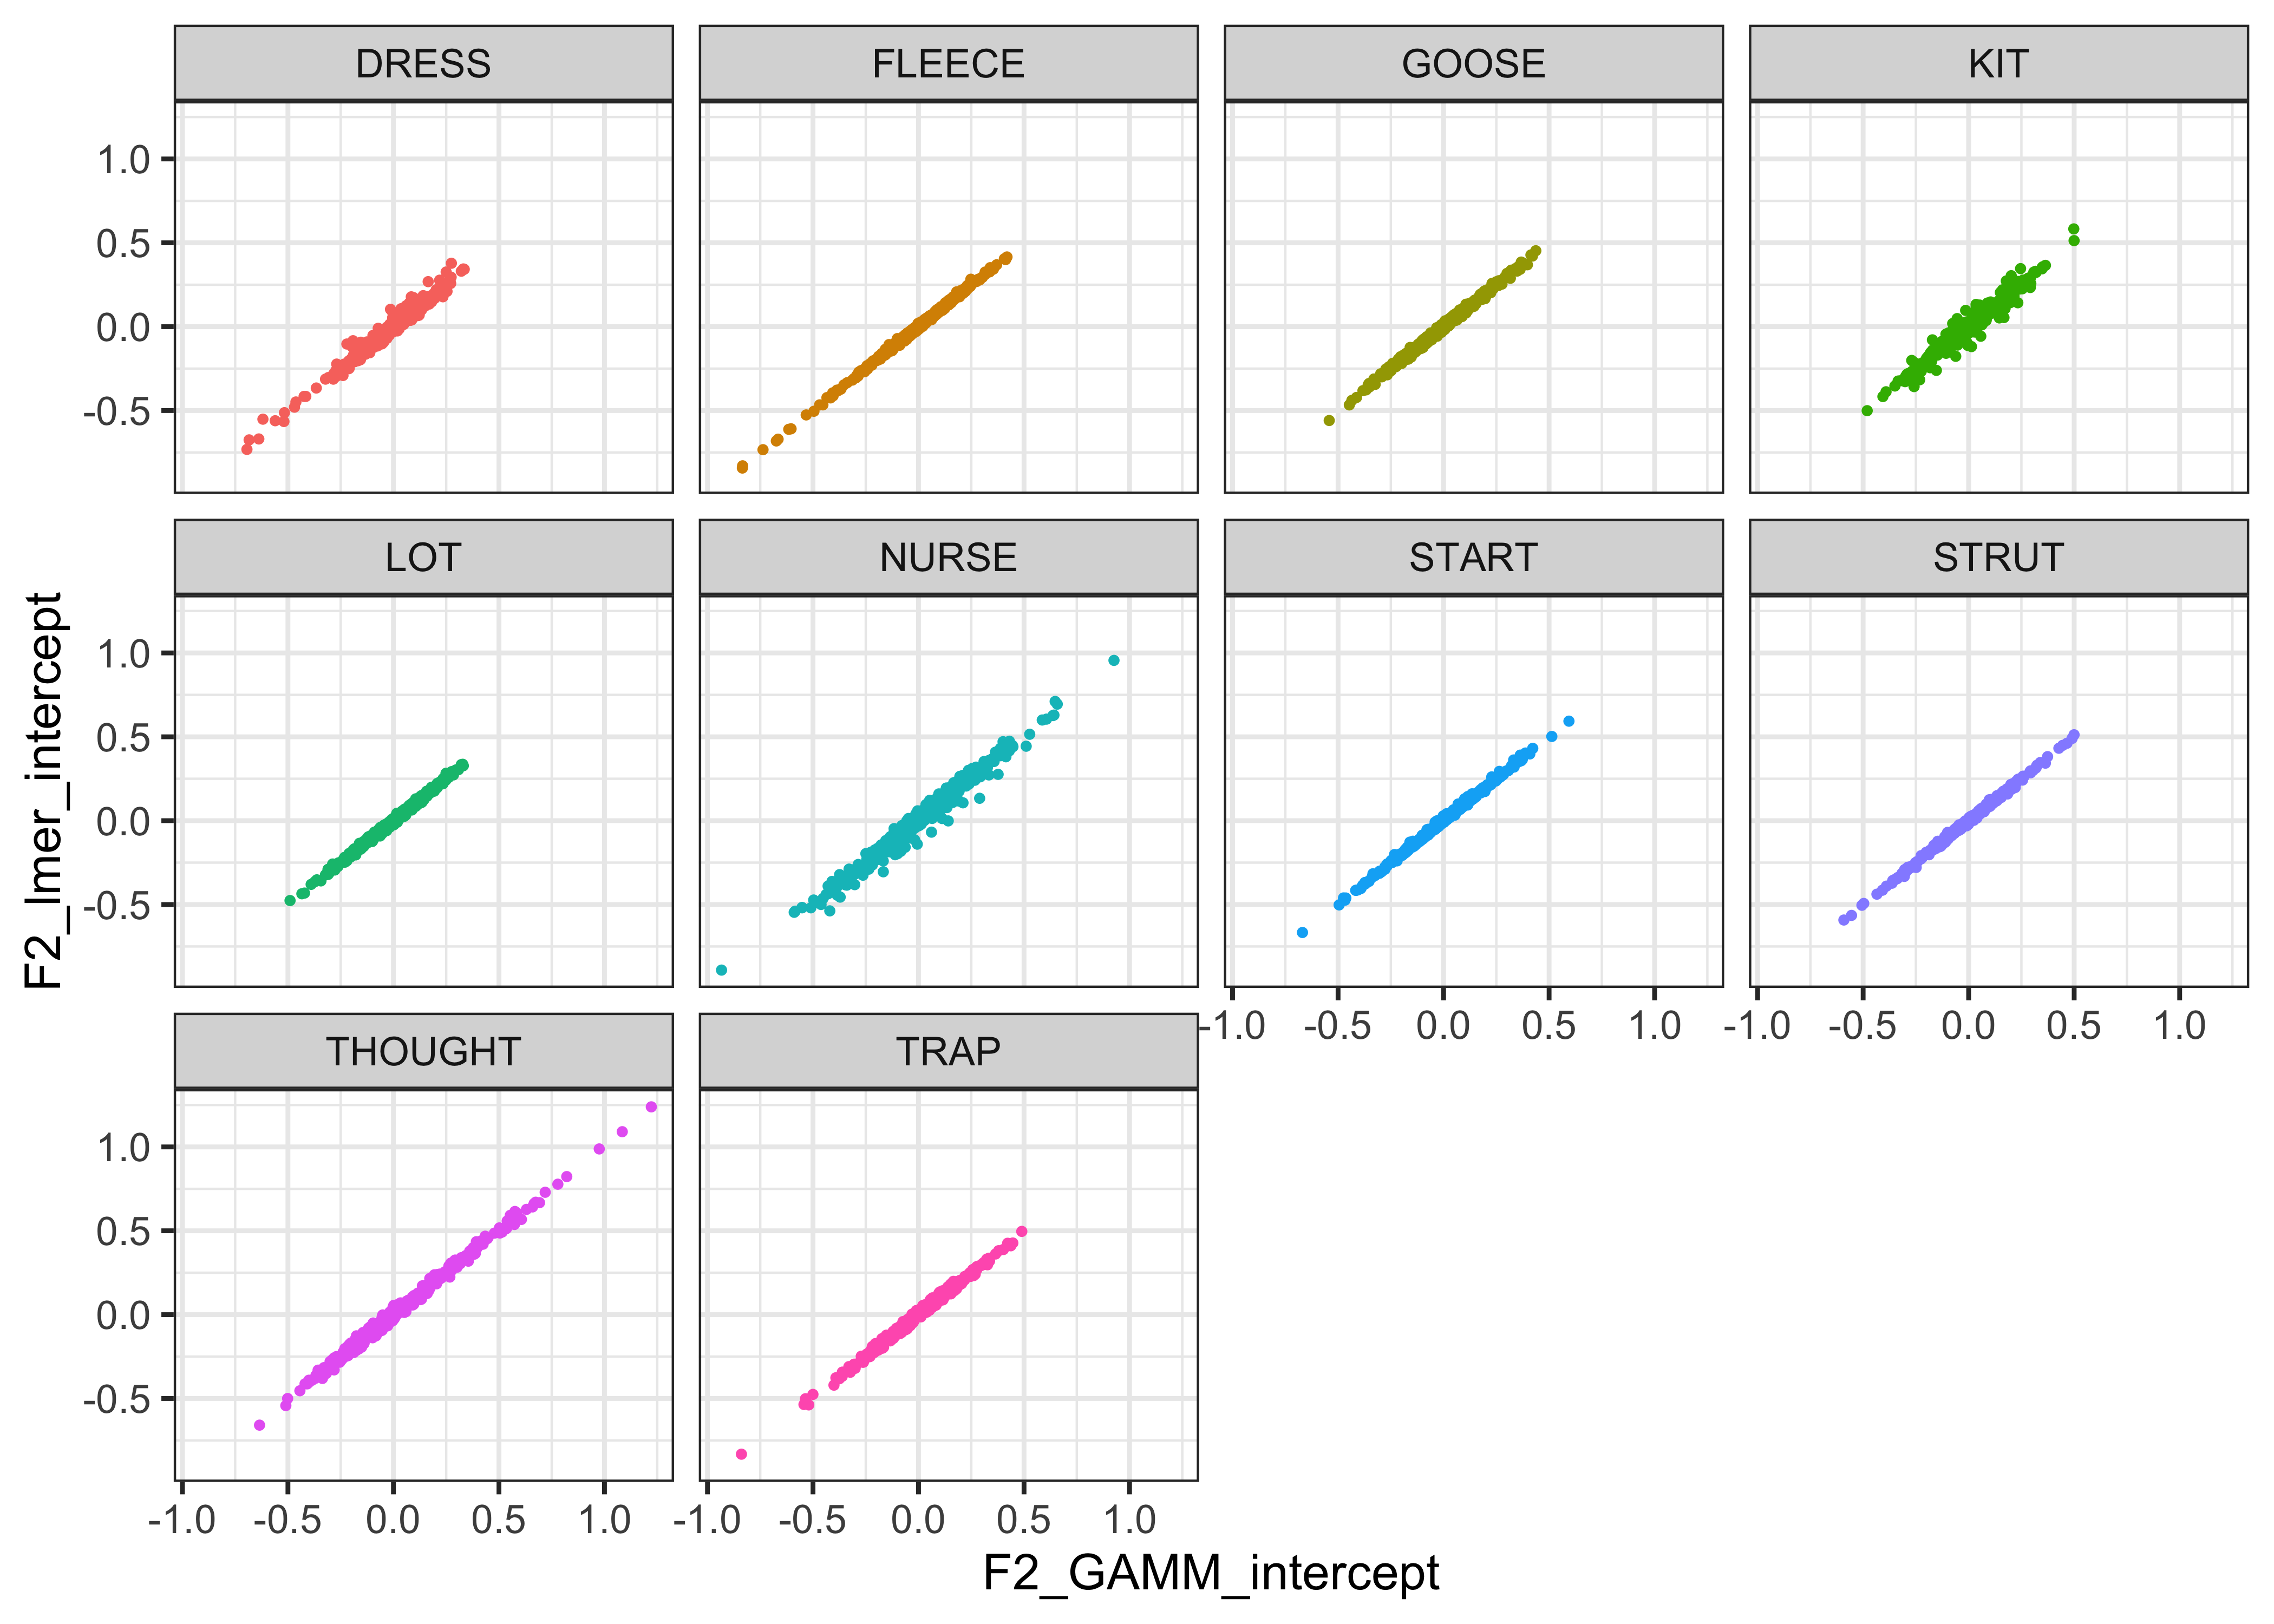 DRESS FLEECE GOOSE KIT
1.0
0.5
0.0
-0.5
LOT NURSE START STRUT
1.0
0.5
0.0
-0.5
-1.0 -0.5 0.0 0.5 1.0 -1.0 -0.5 0.0 0.5 1.0
THOUGHT TRAP
1.0
0.5
0.0
-0.5
-1.0 -0.5 0.0 0.5 1.0 -1.0 -0.5 0.0 0.5 1.0
F2_GAMM_intercept
F2_lmer_intercept